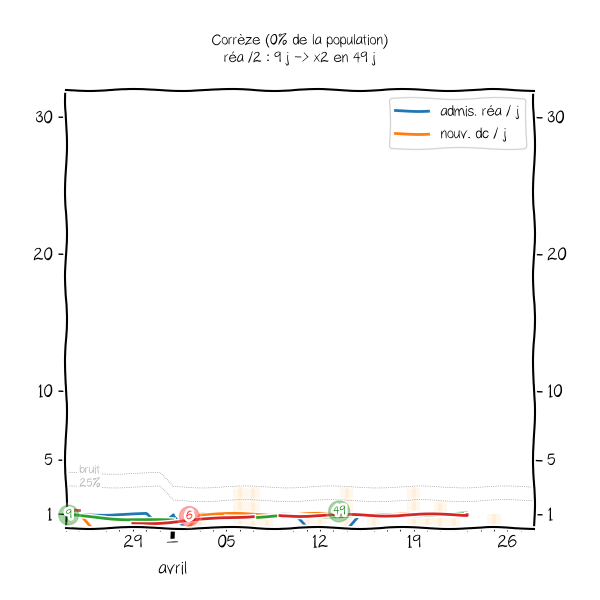 Corrèze (0% de la population)
réa /2 : 9 j -> x2 en 49 j
admis. réa / j
nouv. dc / j
30 30
20 20
10 10
5 5
bruit
25%
1 9 6 49 1
29 1 05 12 19 26
avril